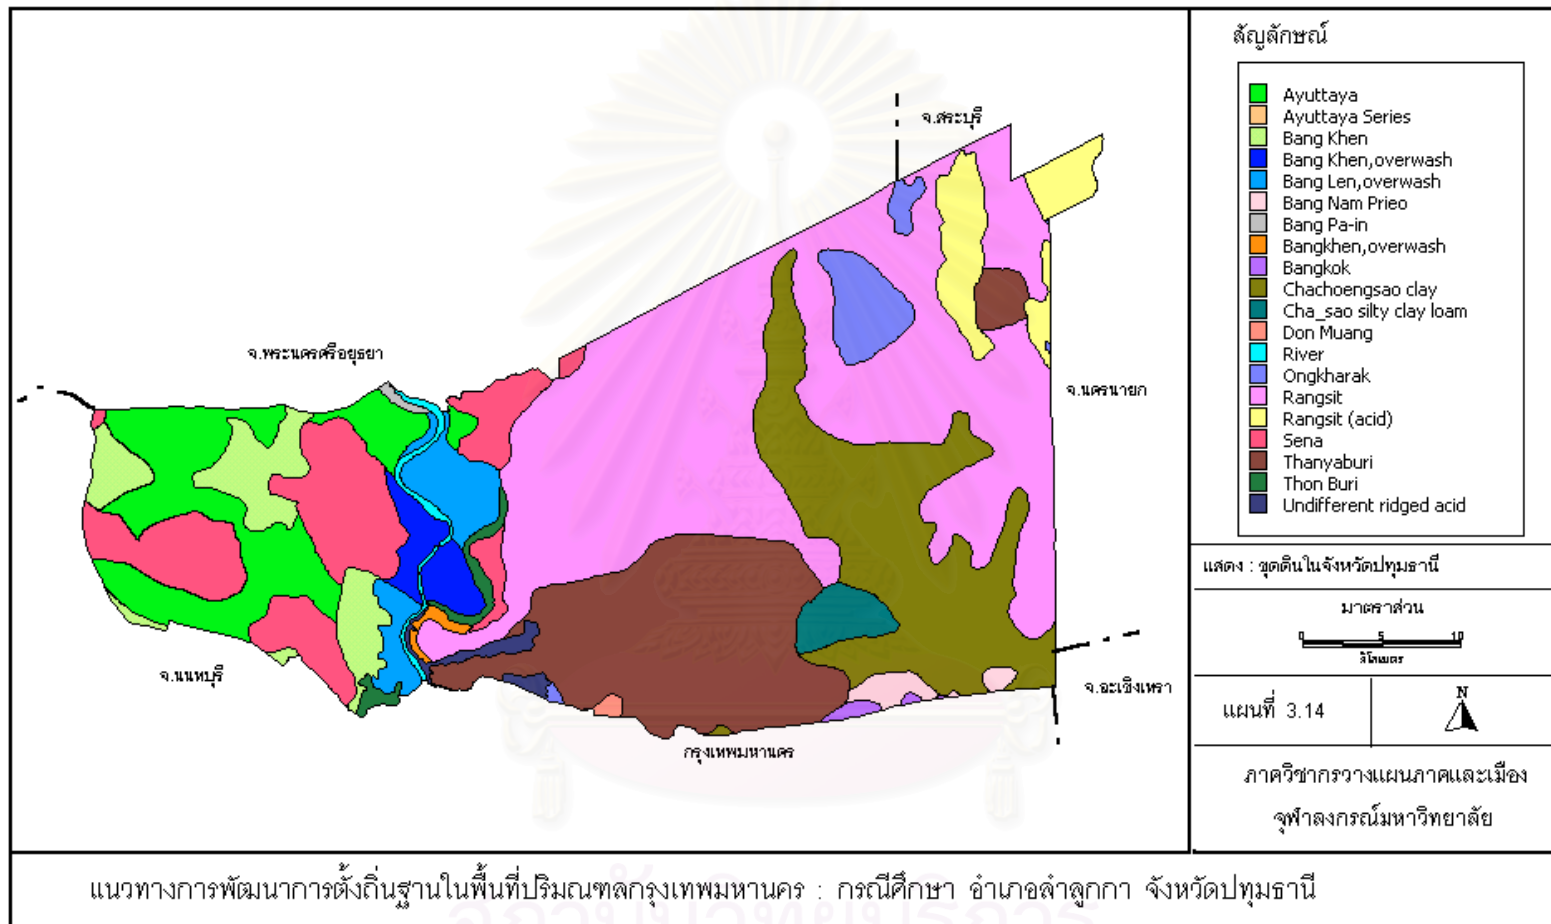 จ.สระบุรี
จ.พระนครศรีอยุธยา
จ.นครนายก
จ.นนทบุรี
จ.ฉะเชิงเทรา
กรุงเทพมหานคร
สัญลักษณ์
Ayuttaya
Ayuttaya Series
Bang Khen
Bang Khen,overwash
Bang Len,overwash
Bang Nam Prieo
Bang Pa-in
Bangkhen,overwash
Bangkok
Chachoengsao clay
Cha_sao silty clay loam
Don Muang
River
Ongkharak
Rangsit
Rangsit (acid)
Sena
Thanyaburi
Thon Buri
Undifferent ridged acid
แสดง : ชุดดินในจังหวัดปทุมธานี
มาตราส่วน
0 5 10
กิโลเมตร
แผนที่ 3.14
N
ภาควิชาการวางแผนภาคและเมือง
จุฬาลงกรณ์มหาวิทยาลัย
แนวทางการพัฒนาการตั้งถิ่นฐานในพื้นที่ปริมณฑลกรุงเทพมหานคร : กรณีศึกษา อำเภอลำลูกกา จังหวัดปทุมธานี
สถาบันวิทยบริการ